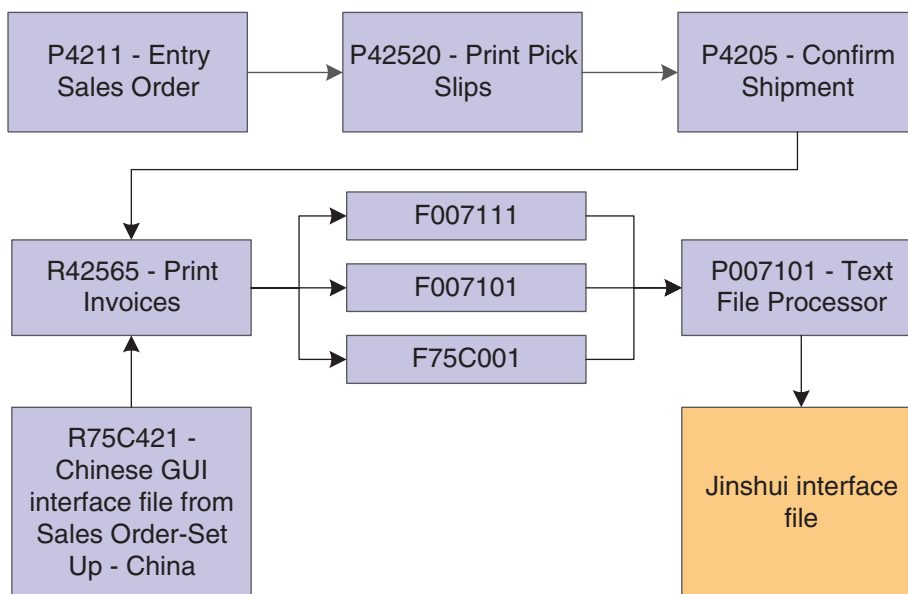 P4211 - Entry
Sales Order
P42520 - Print Pick
Slips
P4205 - Confirm
Shipment
R42565 - Print
Invoices
F007111
F007101
F75C001
P007101 - Text
File Processor
R75C421 -
Chinese GUI
interface file from
Sales Order-Set
Up - China
Jinshui interface
file